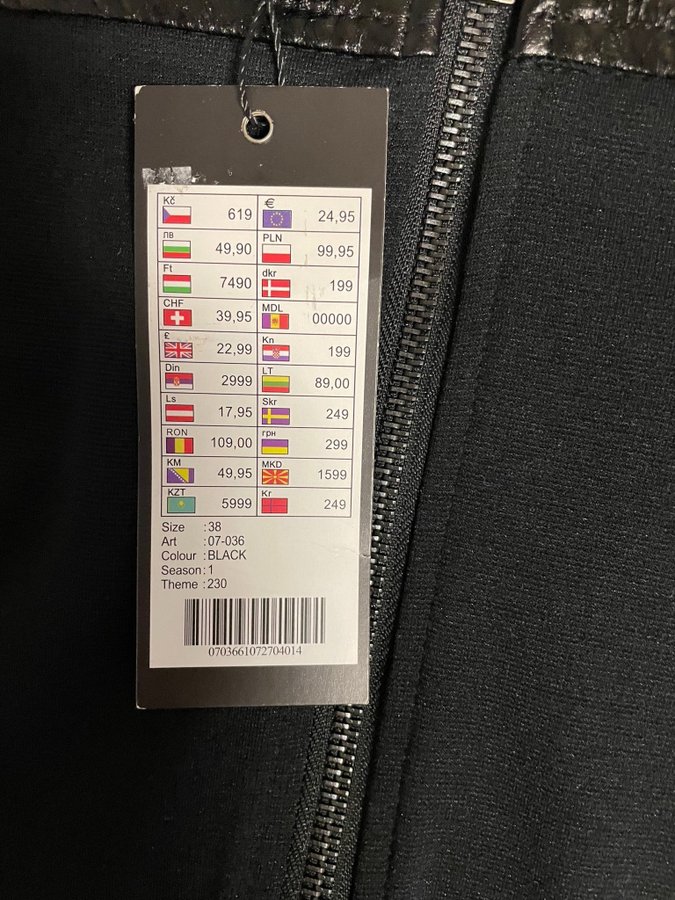 Kč 619 € 24,95
лв 49,90 PLN 99,95
Ft 7490 dkr 199
CHF 39,95 MDL 00000
£ 22,99 Kn 199
Din 2999 LT 89,00
Ls 17,95 Skr 249
RON 109,00 грн 299
KM 49,95 MKD 1599
KZT 5999 Kr 249
Size :38
Art :07-036
Colour :BLACK
Season:1
Theme :230
0703661072704014